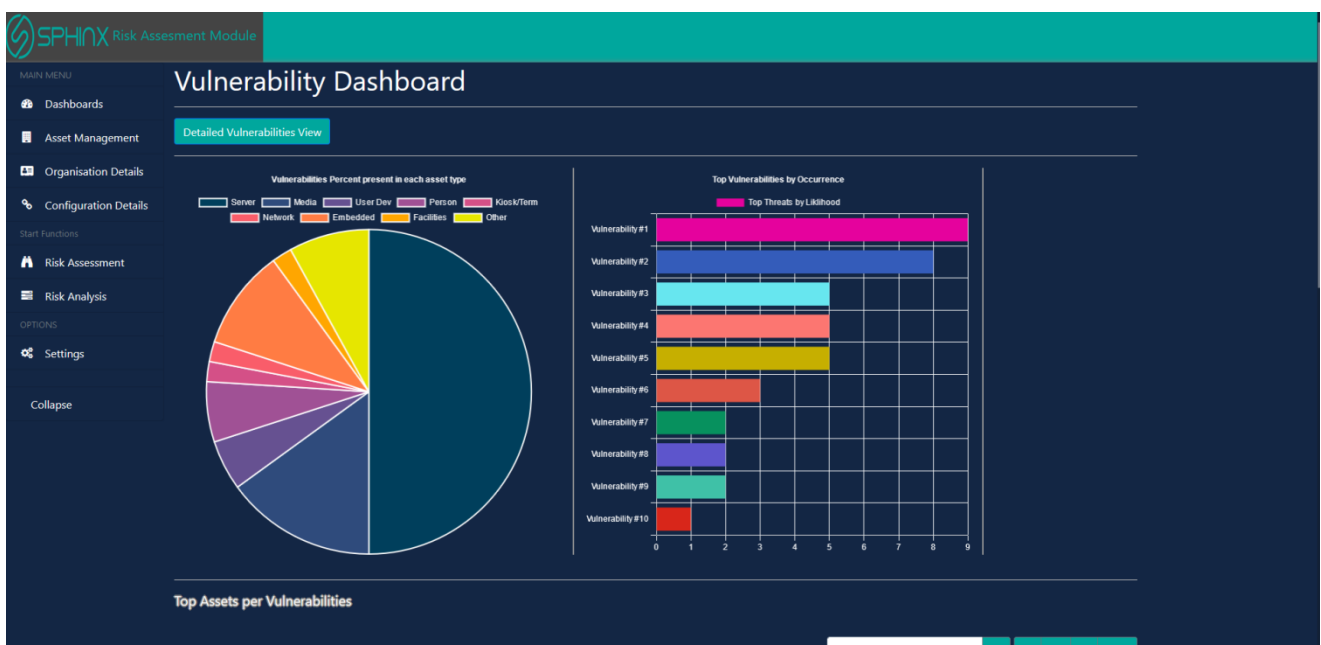 SPHINX Risk Assesment Module
MAIN MENU
Dashboards
Asset Management
Organisation Details
Configuration Details
Start Functions
Risk Assessment
Risk Analysis
OPTIONS
Settings
Collapse
Vulnerability Dashboard
Detailed Vulnerabilities View
Vulnerabilities Percent present in each asset type
Server Media User Dev Person Kiosk/Term
Network Embedded Facilities Other
Top Vulnerabilities by Occurrence
Top Threats by Liklihood
Vulnerability #1
Vulnerability #2
Vulnerability #3
Vulnerability #4
Vulnerability #5
Vulnerability #6
Vulnerability #7
Vulnerability #8
Vulnerability #9
Vulnerability #10
0 1 2 3 4 5 6 7 8 9
Top Assets per Vulnerabilities